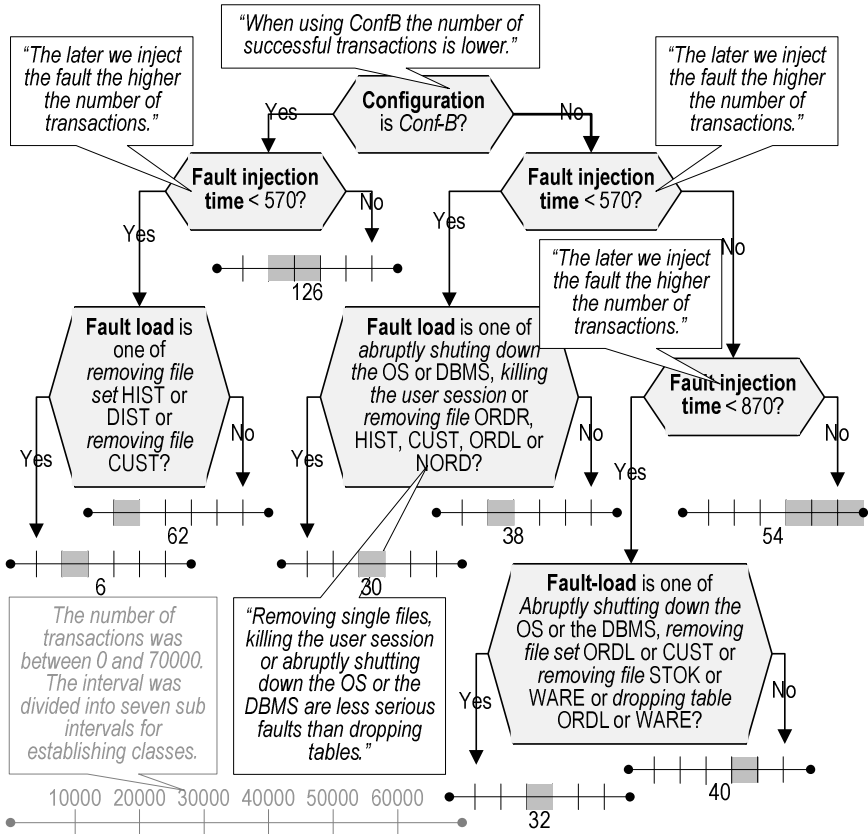 “When using ConfB the number of
successful transactions is lower.”
“The later we inject
the fault the higher
the number of
transactions.”
“The later we inject
the fault the higher
the number of
transactions.”
Configuration
is Conf-B?
Yes
No
Fault injection
time < 570?
Fault injection
time < 570?
Yes
No
Yes
No
126
“The later we inject
the fault the higher
the number of
transactions.”
Fault load is
one of
removing file
set HIST or
DIST or
removing file
CUST?
Fault load is one of
abruptly shutting down
the OS or DBMS, killing
the user session or
removing file ORDR,
HIST, CUST, ORDL or
NORD?
Fault injection
time < 870?
Yes
No
Yes
No
Yes
No
62
38
54
6
30
The number of
transactions was
between 0 and 70000.
The interval was
divided into seven sub
intervals for
establishing classes.
“Removing single files,
killing the user session
or abruptly shutting
down the OS or the
DBMS are less serious
faults than dropping
tables.”
Fault-load is one of
Abruptly shutting down the
OS or the DBMS, removing
file set ORDL or CUST or
removing file STOK or
WARE or dropping table
ORDL or WARE?
Yes
No
40
32
10000 20000 30000 40000 50000 60000